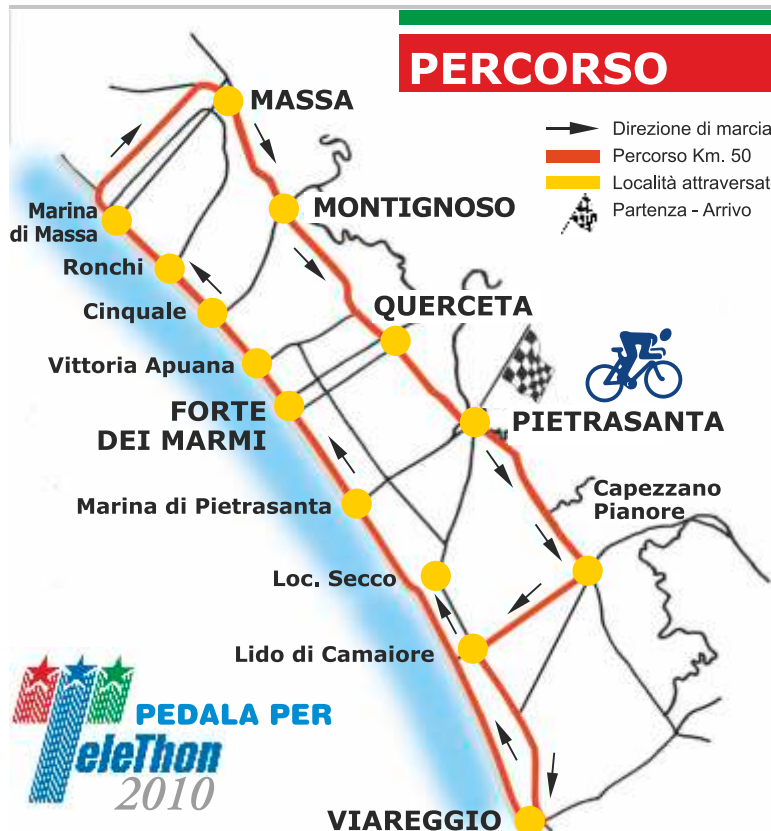 PERCORSO
Direzione di marcia
Percorso Km. 50
Località attraversat
Partenza - Arrivo
MASSA
MONTIGNOSO
Marina
di Massa
Ronchi
Cinquale
QUERCETA
Vittoria Apuana
FORTE
DEI MARMI
PIETRASANTA
Marina di Pietrasanta
Capezzano
Pianore
Loc. Secco
Lido di Camaiore
PEDALA PER
TeleThon
2010
VIAREGGIO